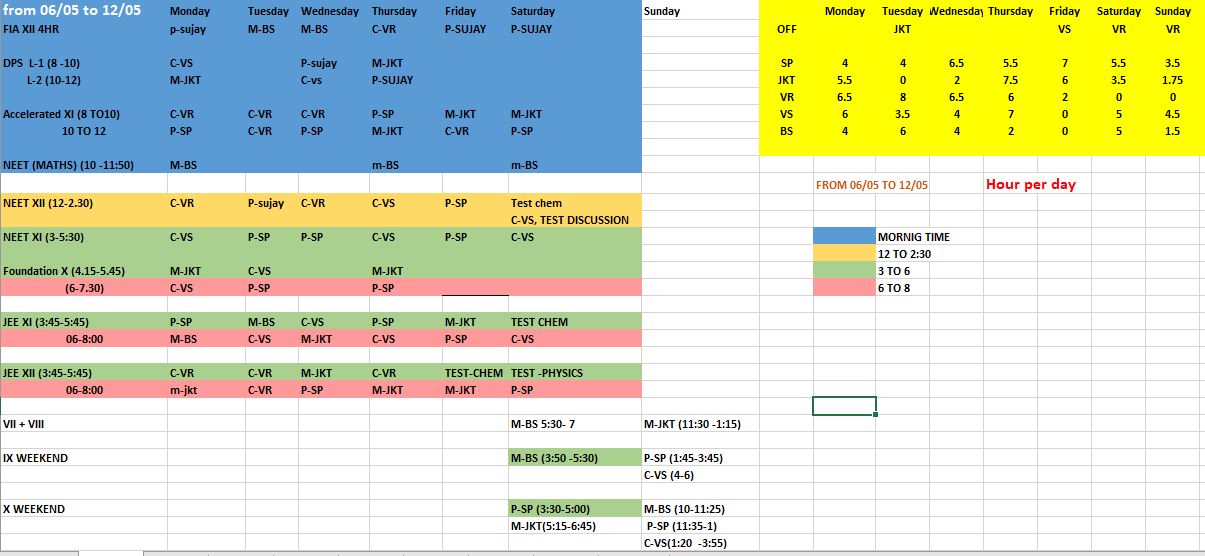 from 06/05 to 12/05 Monday Tuesday Wednesday Thursday Friday Saturday Sunday Monday Tuesday Wednesday Thursday Friday Saturday Sunday
FIA XII 4HR p-sujay M-BS M-BS C-VR P-SUJAY P-SUJAY OFF JKT VS VR VR
DPS L-1 (8 -10) C-VS P-sujay M-JKT SP 4 4 6.5 5.5 7 5.5 3.5
L-2 (10-12) M-JKT C-vs P-SUJAY JKT 5.5 0 2 7.5 6 3.5 1.75
VR 6.5 8 6.5 6 2 0 0
Accelerated XI (8 TO10) C-VR C-VR C-VR P-SP M-JKT M-JKT VS 6 3.5 4 7 0 5 4.5
10 TO 12 P-SP C-VR P-SP M-JKT C-VR P-SP BS 4 6 4 2 0 5 1.5
NEET (MATHS) (10 -11:50) M-BS m-BS m-BS
FROM 06/05 TO 12/05 Hour per day
NEET XII (12-2.30) C-VR P-sujay C-VR C-VS P-SP Test chem
C-VS, TEST DISCUSSION
NEET XI (3-5:30) C-VS P-SP P-SP C-VS P-SP C-VS MORNIG TIME
12 TO 2:30
Foundation X (4.15-5.45) M-JKT C-VS M-JKT 3 TO 6
(6-7.30) C-VS P-SP P-SP 6 TO 8
JEE XI (3:45-5:45) P-SP M-BS C-VS P-SP M-JKT TEST CHEM
06-8:00 M-BS C-VS M-JKT C-VS P-SP C-VS
JEE XII (3:45-5:45) C-VR C-VR M-JKT C-VR TEST-CHEM TEST -PHYSICS
06-8:00 m-jkt C-VR P-SP M-JKT M-JKT P-SP
VII + VIII M-BS 5:30- 7 M-JKT (11:30 -1:15)
IX WEEKEND M-BS (3:50 -5:30) P-SP (1:45-3:45)
C-VS (4-6)
X WEEKEND P-SP (3:30-5:00) M-BS (10-11:25)
M-JKT(5:15-6:45) P-SP (11:35-1)
C-VS(1:20 -3:55)